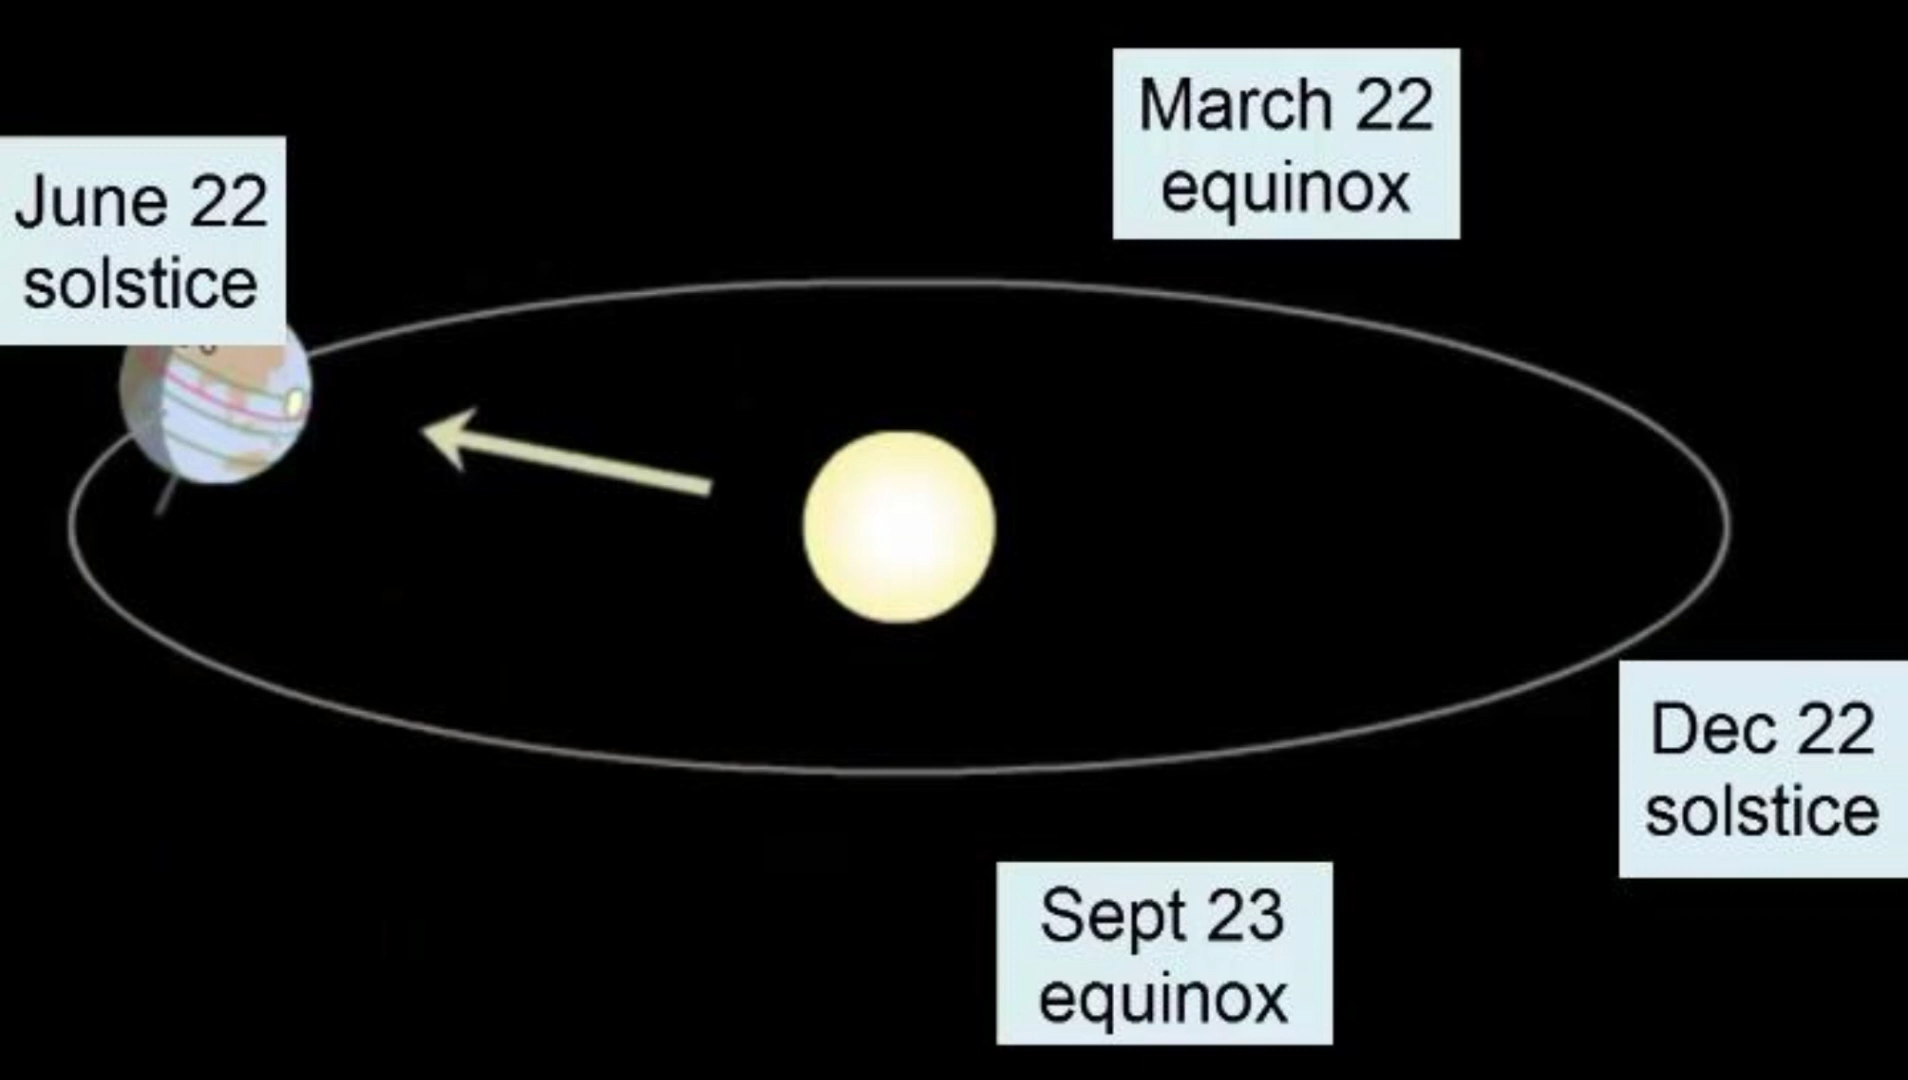 March 22
equinox
June 22
solstice
Dec 22
solstice
Sept 23
equinox